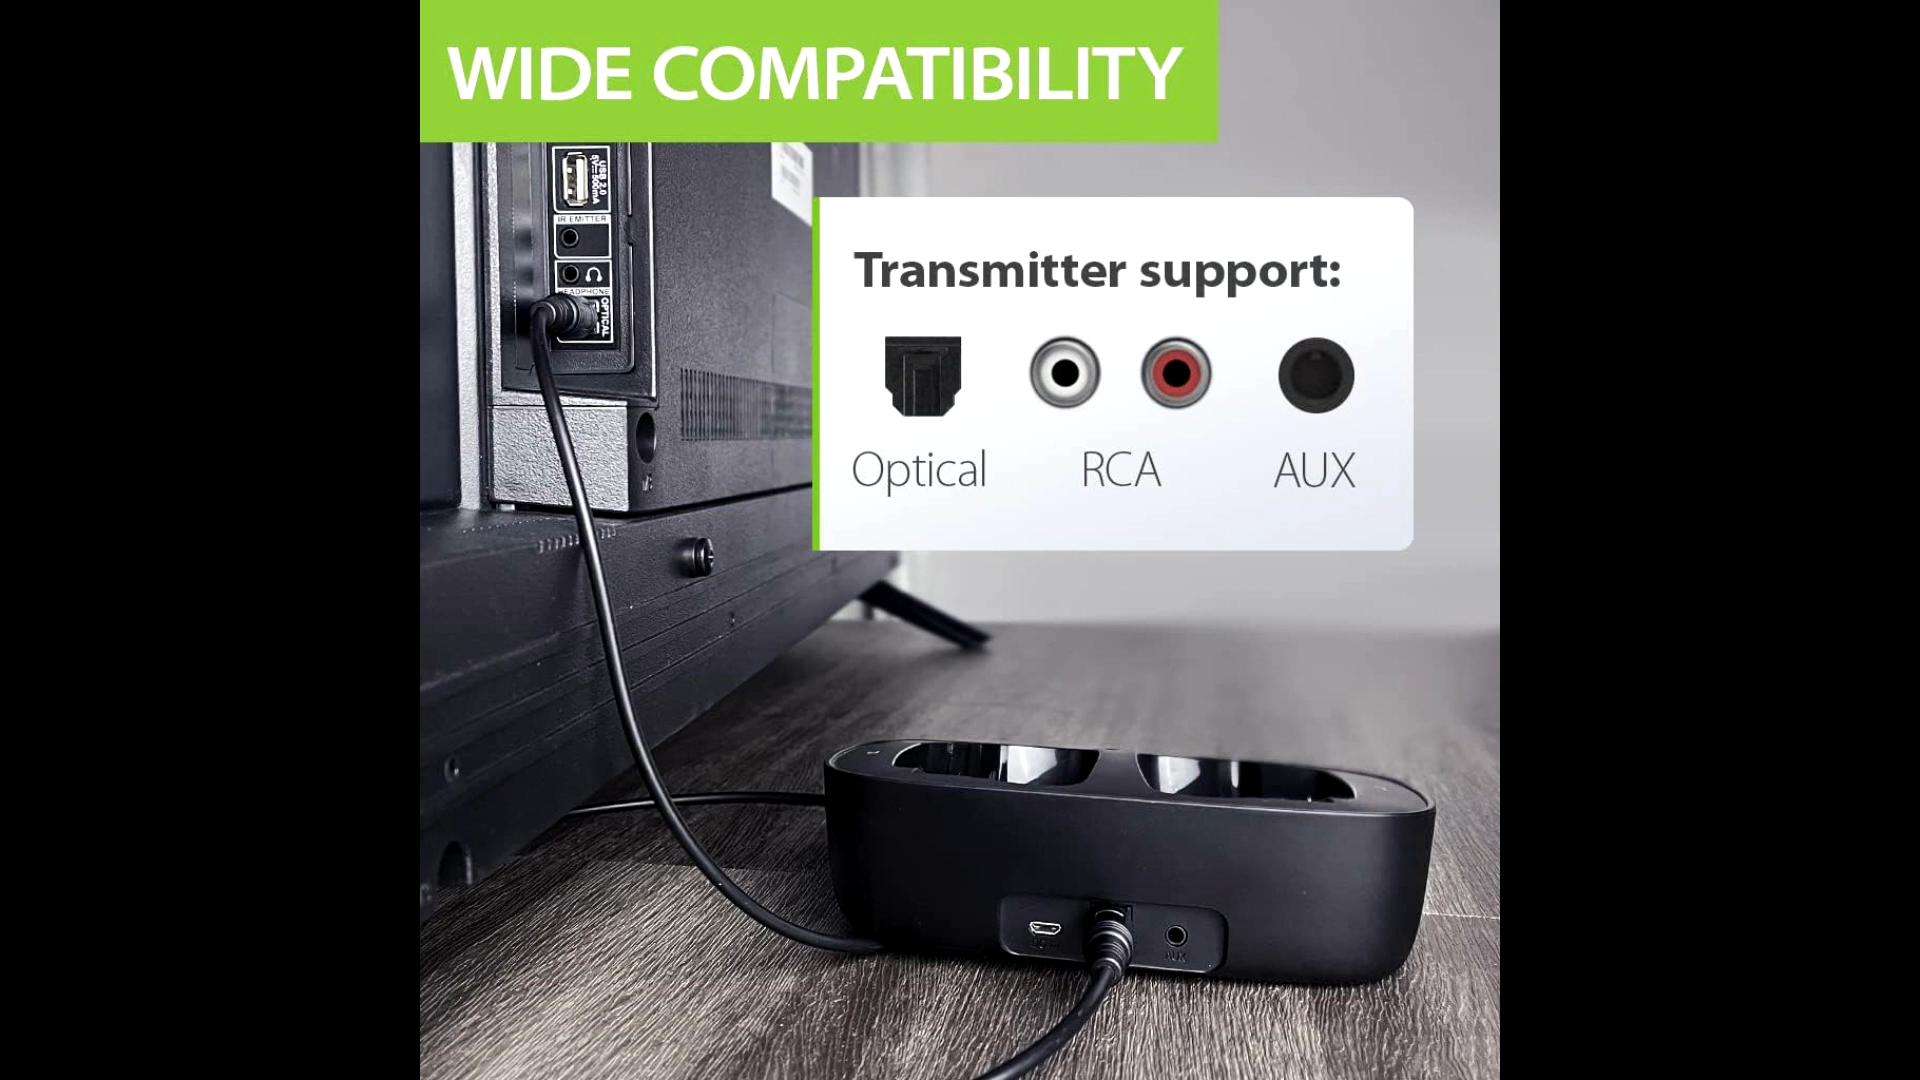 WIDE COMPATIBILITY
USB 2.0
5V⎓500mA
IR EMITTER
HEADPHONE
OPTICAL
Transmitter support:
Optical RCA AUX
AUX